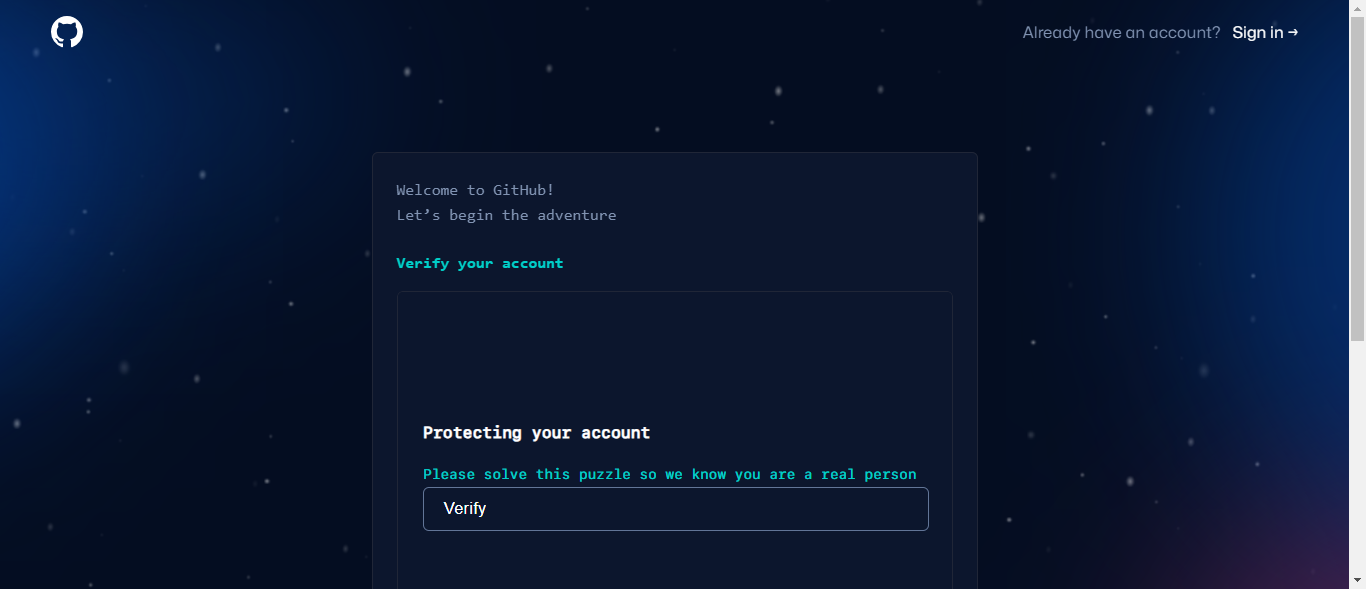 Already have an account? Sign in →
Welcome to GitHub!
Let’s begin the adventure
Verify your account
Protecting your account
Please solve this puzzle so we know you are a real person
Verify